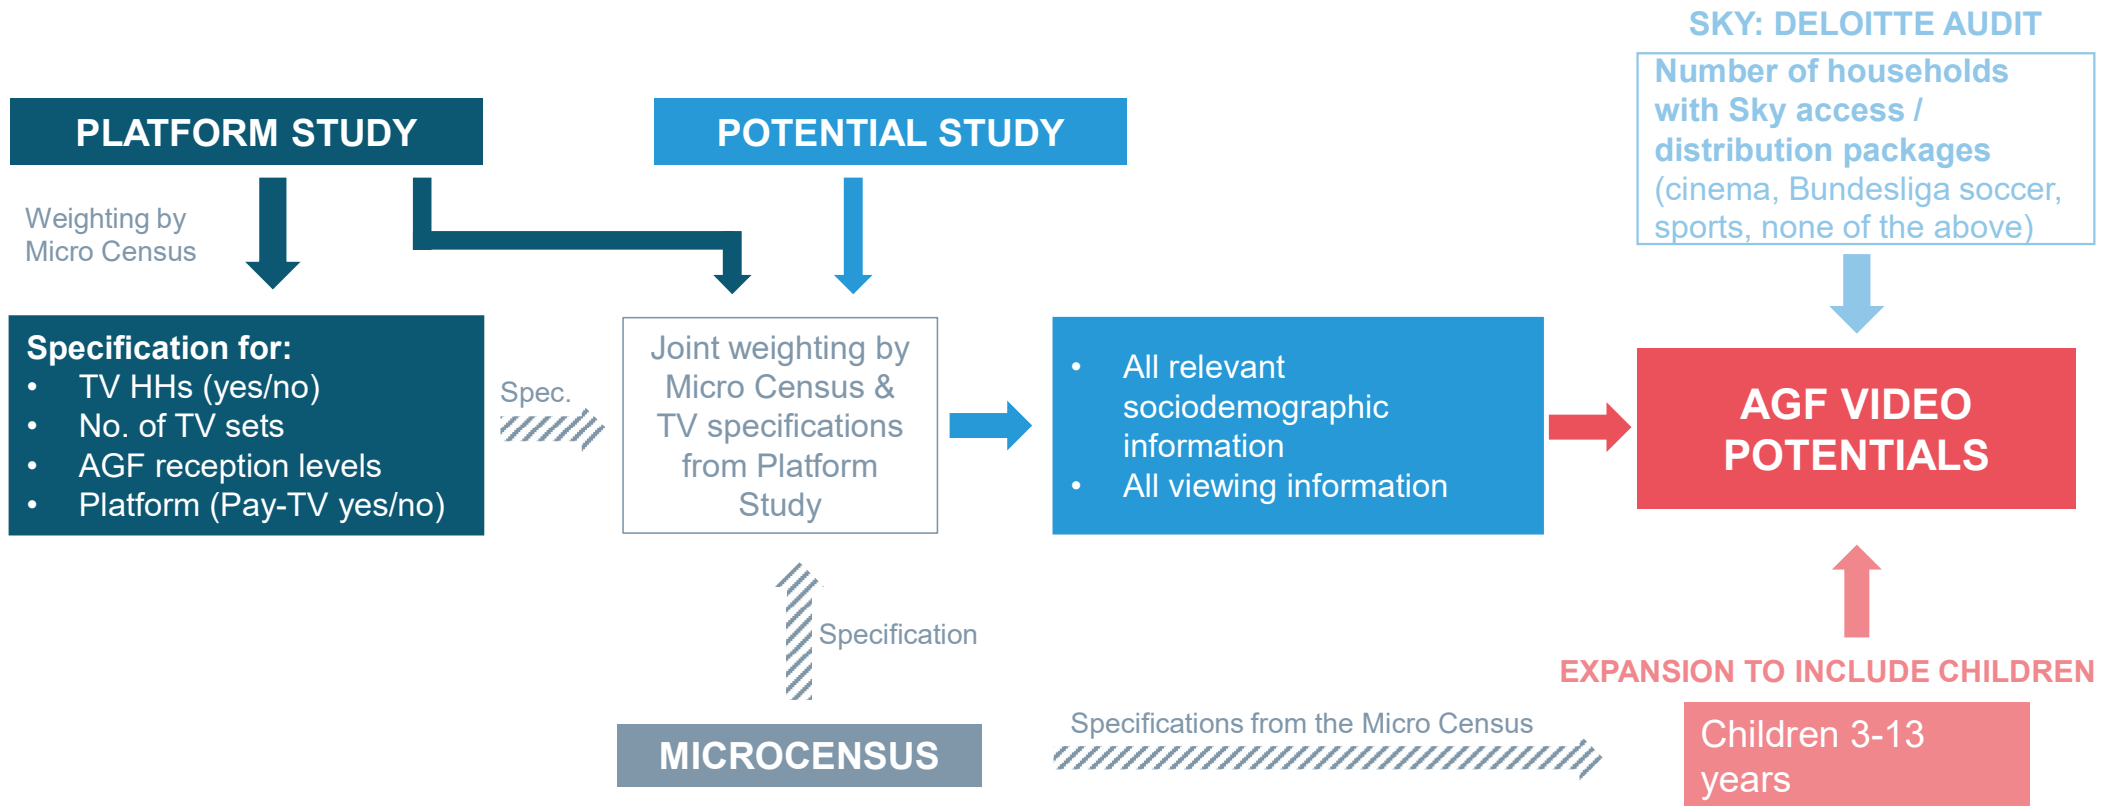 SKY: DELOITTE AUDIT
Number of households
with Sky access /
distribution packages
(cinema, Bundesliga soccer,
sports, none of the above)
PLATFORM STUDY
POTENTIAL STUDY
Weighting by
Micro Census
Specification for:
• TV HHs (yes/no)
• No. of TV sets
• AGF reception levels
• Platform (Pay-TV yes/no)
Spec.
Joint weighting by
Micro Census &
TV specifications
from Platform
Study
• All relevant
sociodemographic
information
• All viewing information
AGF VIDEO
POTENTIALS
Specification
MICROCENSUS
Specifications from the Micro Census
EXPANSION TO INCLUDE CHILDREN
Children 3-13
years